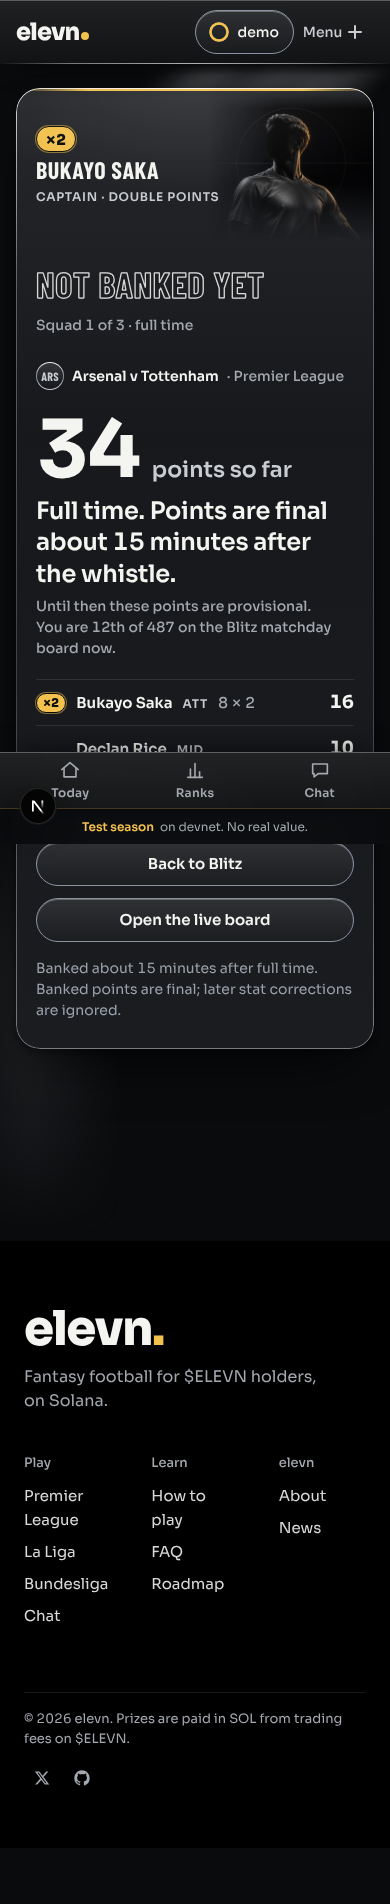 elevn.
demo
Menu
×2
BUKAYO SAKA
CAPTAIN · DOUBLE POINTS
NOT BANKED YET
Squad 1 of 3 · full time
ARS Arsenal v Tottenham · Premier League
34 points so far
Full time. Points are final
about 15 minutes after
the whistle.
Until then these points are provisional.
You are 12th of 487 on the Blitz matchday
board now.
×2 Bukayo Saka ATT 8 × 2 16
Declan Rice MID 10
Today Ranks Chat
N
Test season on devnet. No real value.
Back to Blitz
Open the live board
Banked about 15 minutes after full time.
Banked points are final; later stat corrections
are ignored.
elevn.
Fantasy football for $ELEVN holders,
on Solana.
Play
Premier
League
La Liga
Bundesliga
Chat
Learn
How to
play
FAQ
Roadmap
elevn
About
News
© 2026 elevn. Prizes are paid in SOL from trading
fees on $ELEVN.